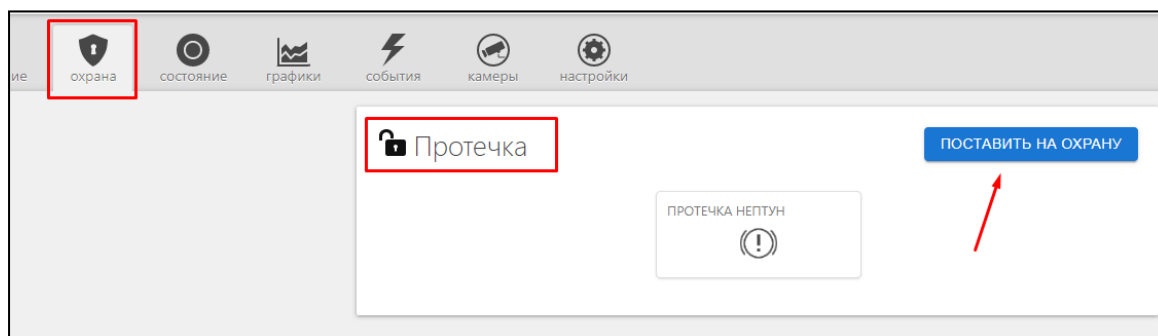 ие охрана состояние графики события камеры настройки
Протечка
ПОСТАВИТЬ НА ОХРАНУ
ПРОТЕЧКА НЕПТУН